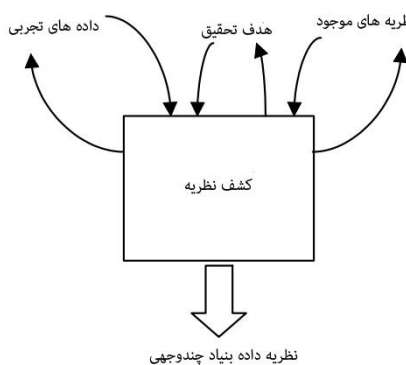 داده های تجربی
هدف تحقیق
های موجود
کشف نظریه
نظریه داده بنیاد چندوجهی